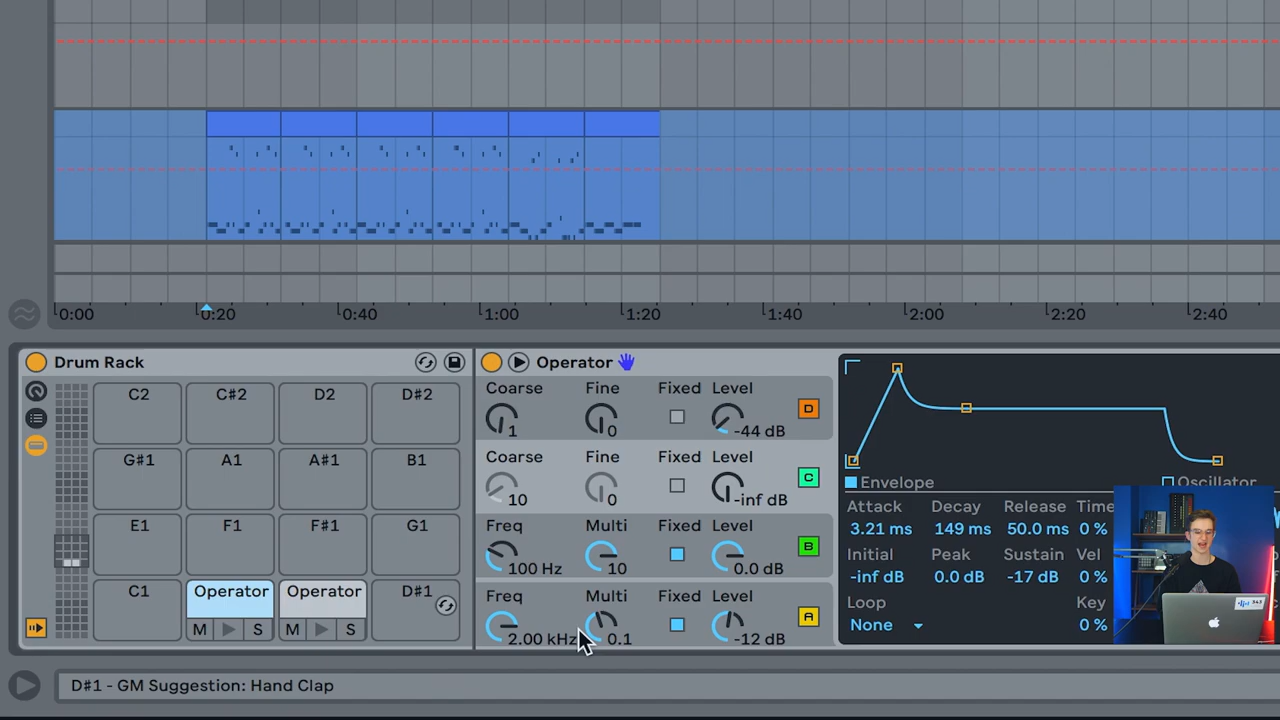 0:00 0:20 0:40 1:00 1:20 1:40 2:00 2:20 2:40
Drum Rack
C2 C#2 D2 D#2
G#1 A1 A#1 B1
E1 F1 F#1 G1
C1 Operator Operator D#1
M S M S
Operator
Coarse Fine Fixed Level
1 0 -44 dB D
Coarse Fine Fixed Level
10 0 -inf dB C
Freq Multi Fixed Level
100 Hz 10 0.0 dB B
Freq Multi Fixed Level
2.00 kHz 0.1 -12 dB A
Envelope Oscillator
Attack Decay Release Time
3.21 ms 149 ms 50.0 ms 0 %
Initial Peak Sustain Vel
-inf dB 0.0 dB -17 dB 0 %
Loop Key
None 0 %
D#1 - GM Suggestion: Hand Clap